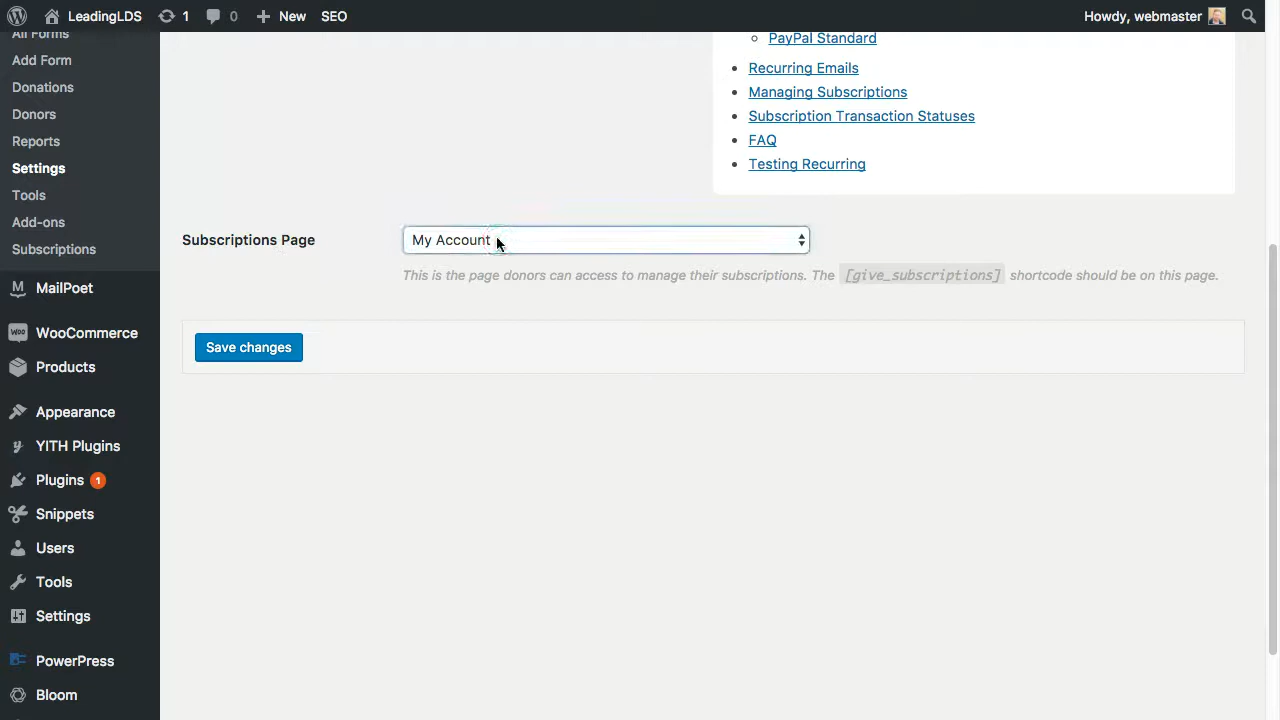 LeadingLDS
1
0
New
SEO
Howdy, webmaster
All Forms
Add Form
Donations
Donors
Reports
Settings
Tools
Add-ons
Subscriptions
MailPoet
WooCommerce
Products
Appearance
YITH Plugins
Plugins 1
Snippets
Users
Tools
Settings
PowerPress
Bloom
PayPal Standard
Recurring Emails
Managing Subscriptions
Subscription Transaction Statuses
FAQ
Testing Recurring
Subscriptions Page
My Account
This is the page donors can access to manage their subscriptions. The [give_subscriptions] shortcode should be on this page.
Save changes